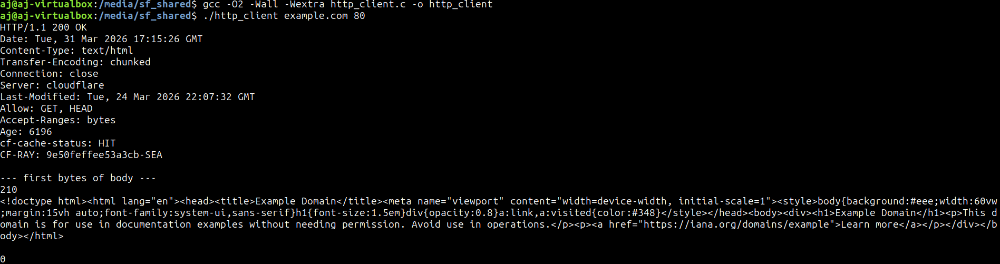 aj@aj-virtualbox:/media/sf_shared$ gcc -O2 -Wall -Wextra http_client.c -o http_client
aj@aj-virtualbox:/media/sf_shared$ ./http_client example.com 80
HTTP/1.1 200 OK
Date: Tue, 31 Mar 2026 17:15:26 GMT
Content-Type: text/html
Transfer-Encoding: chunked
Connection: close
Server: cloudflare
Last-Modified: Tue, 24 Mar 2026 22:07:32 GMT
Allow: GET, HEAD
Accept-Ranges: bytes
Age: 6196
cf-cache-status: HIT
CF-RAY: 9e50feffee53a3cb-SEA

--- first bytes of body ---
210
<!doctype html><html lang="en"><head><title>Example Domain</title><meta name="viewport" content="width=device-width, initial-scale=1"><style>body{background:#eee;width:60vw
;margin:15vh auto;font-family:system-ui,sans-serif}h1{font-size:1.5em}div{opacity:0.8}a:link,a:visited{color:#348}</style></head><body><div><h1>Example Domain</h1><p>This d
omain is for use in documentation examples without needing permission. Avoid use in operations.</p><p><a href="https://iana.org/domains/example">Learn more</a></p></div></b
ody></html>

0